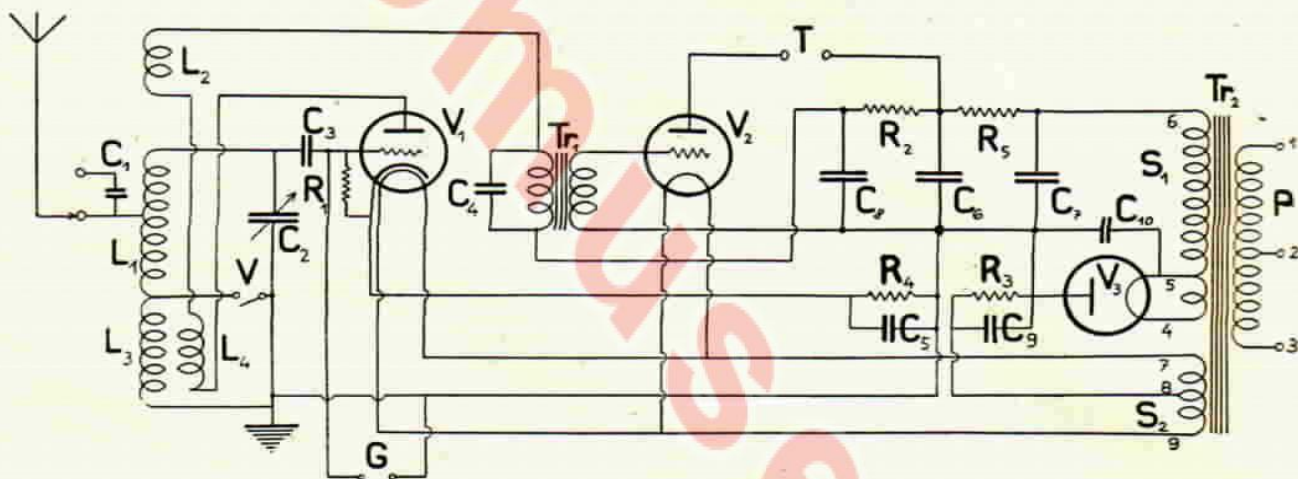 L₂
C₁
L₁
L₃
L₄
V
C₃
R₁
C₂
V₁
G
C₄
Tr₁
V₂
T
R₂
R₅
C₈
C₆
C₇
R₄
C₅
R₃
C₉
C₁₀
V₃
Tr₂
S₁
S₂
P
6
5
4
7
8
9
1
2
3